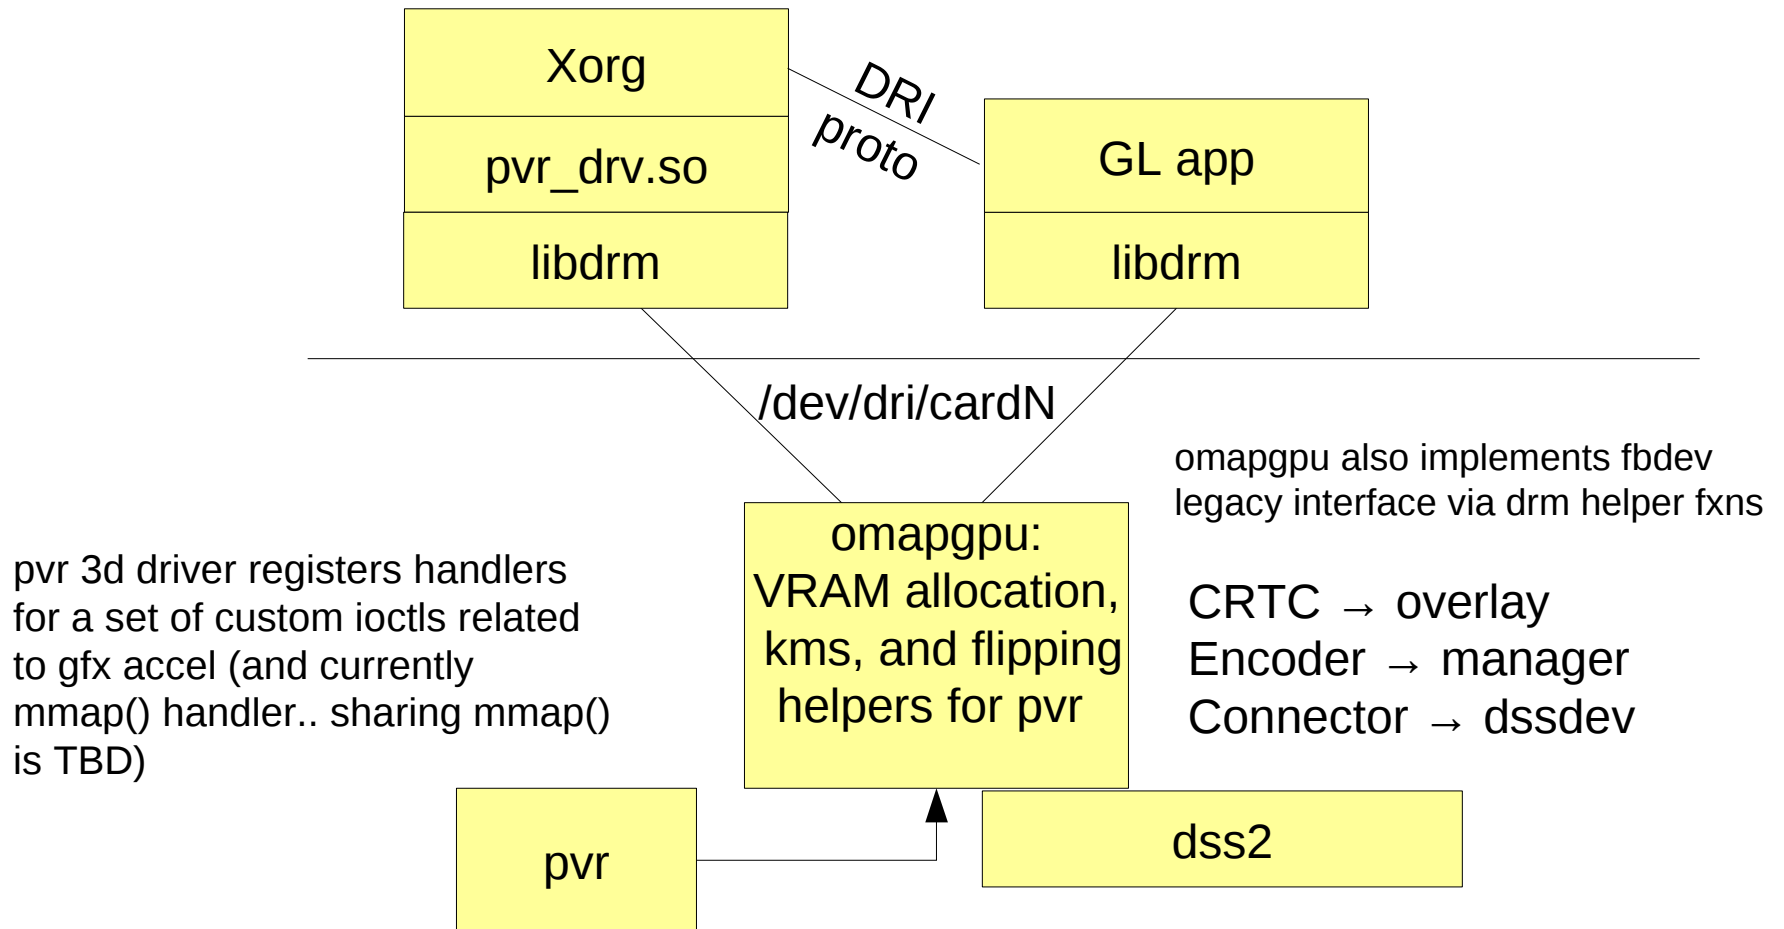 Xorg
pvr_drv.so
libdrm
DRI
proto
GL app
libdrm
/dev/dri/cardN
omapgpu also implements fbdev
legacy interface via drm helper fxns
omapgpu:
VRAM allocation,
kms, and flipping
helpers for pvr
pvr 3d driver registers handlers
for a set of custom ioctls related
to gfx accel (and currently
mmap() handler.. sharing mmap()
is TBD)
CRTC → overlay
Encoder → manager
Connector → dssdev
pvr
dss2